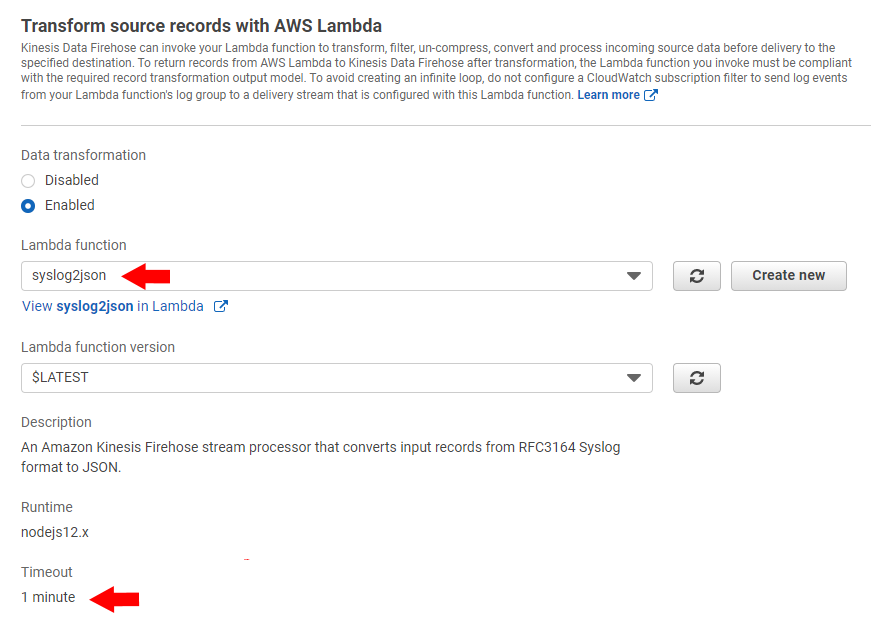 Transform source records with AWS Lambda
Kinesis Data Firehose can invoke your Lambda function to transform, filter, un-compress, convert and process incoming source data before delivery to the
specified destination. To return records from AWS Lambda to Kinesis Data Firehose after transformation, the Lambda function you invoke must be compliant
with the required record transformation output model. To avoid creating an infinite loop, do not configure a CloudWatch subscription filter to send log events
from your Lambda function's log group to a delivery stream that is configured with this Lambda function. Learn more
Data transformation
Disabled
Enabled
Lambda function
syslog2json
Create new
View syslog2json in Lambda
Lambda function version
$LATEST
Description
An Amazon Kinesis Firehose stream processor that converts input records from RFC3164 Syslog
format to JSON.
Runtime
nodejs12.x
Timeout
1 minute